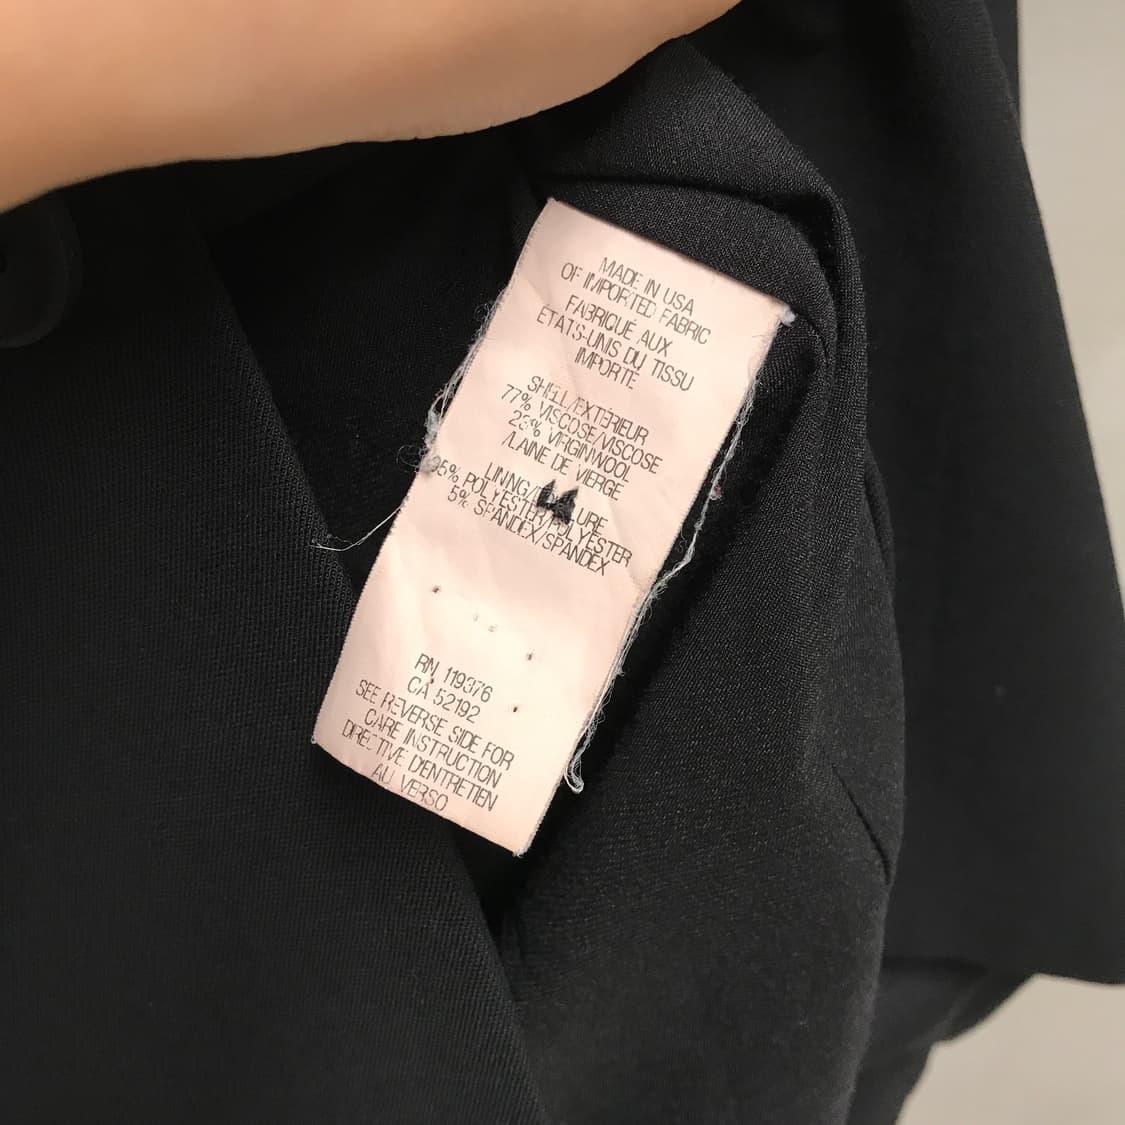 MADE IN USA
OF IMPORTED FABRIC
FABRIQUÉ AUX
ÉTATS-UNIS DU TISSU
IMPORTÉ
SHELL/EXTÉRIEUR
77% VISCOSE/VISCOSE
23% VIRGIN WOOL
/LAINE DE VIERGE
LINING/
95% POLYESTER/POLYESTER
5% SPANDEX/SPANDEX
RN 119376
CA 52192
SEE REVERSE SIDE FOR
CARE INSTRUCTION
DIRECTIVE D'ENTRETIEN
AU VERSO